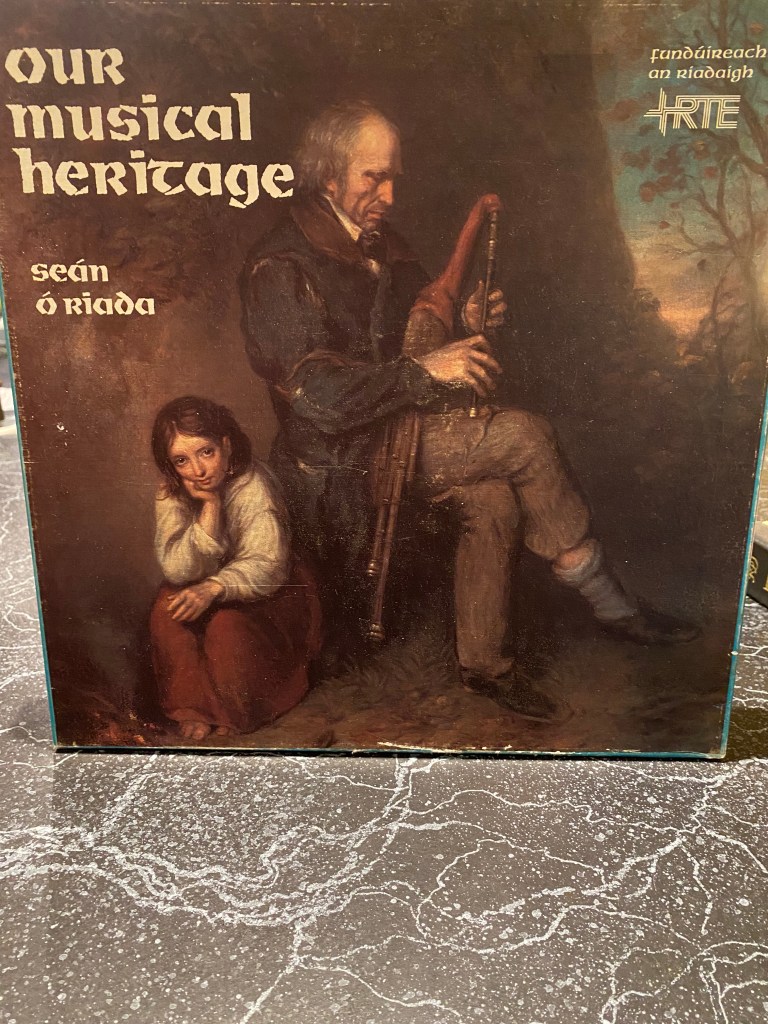 our
musical
heritage
seán
ó riada
fundúireach
an riadaigh
RTE